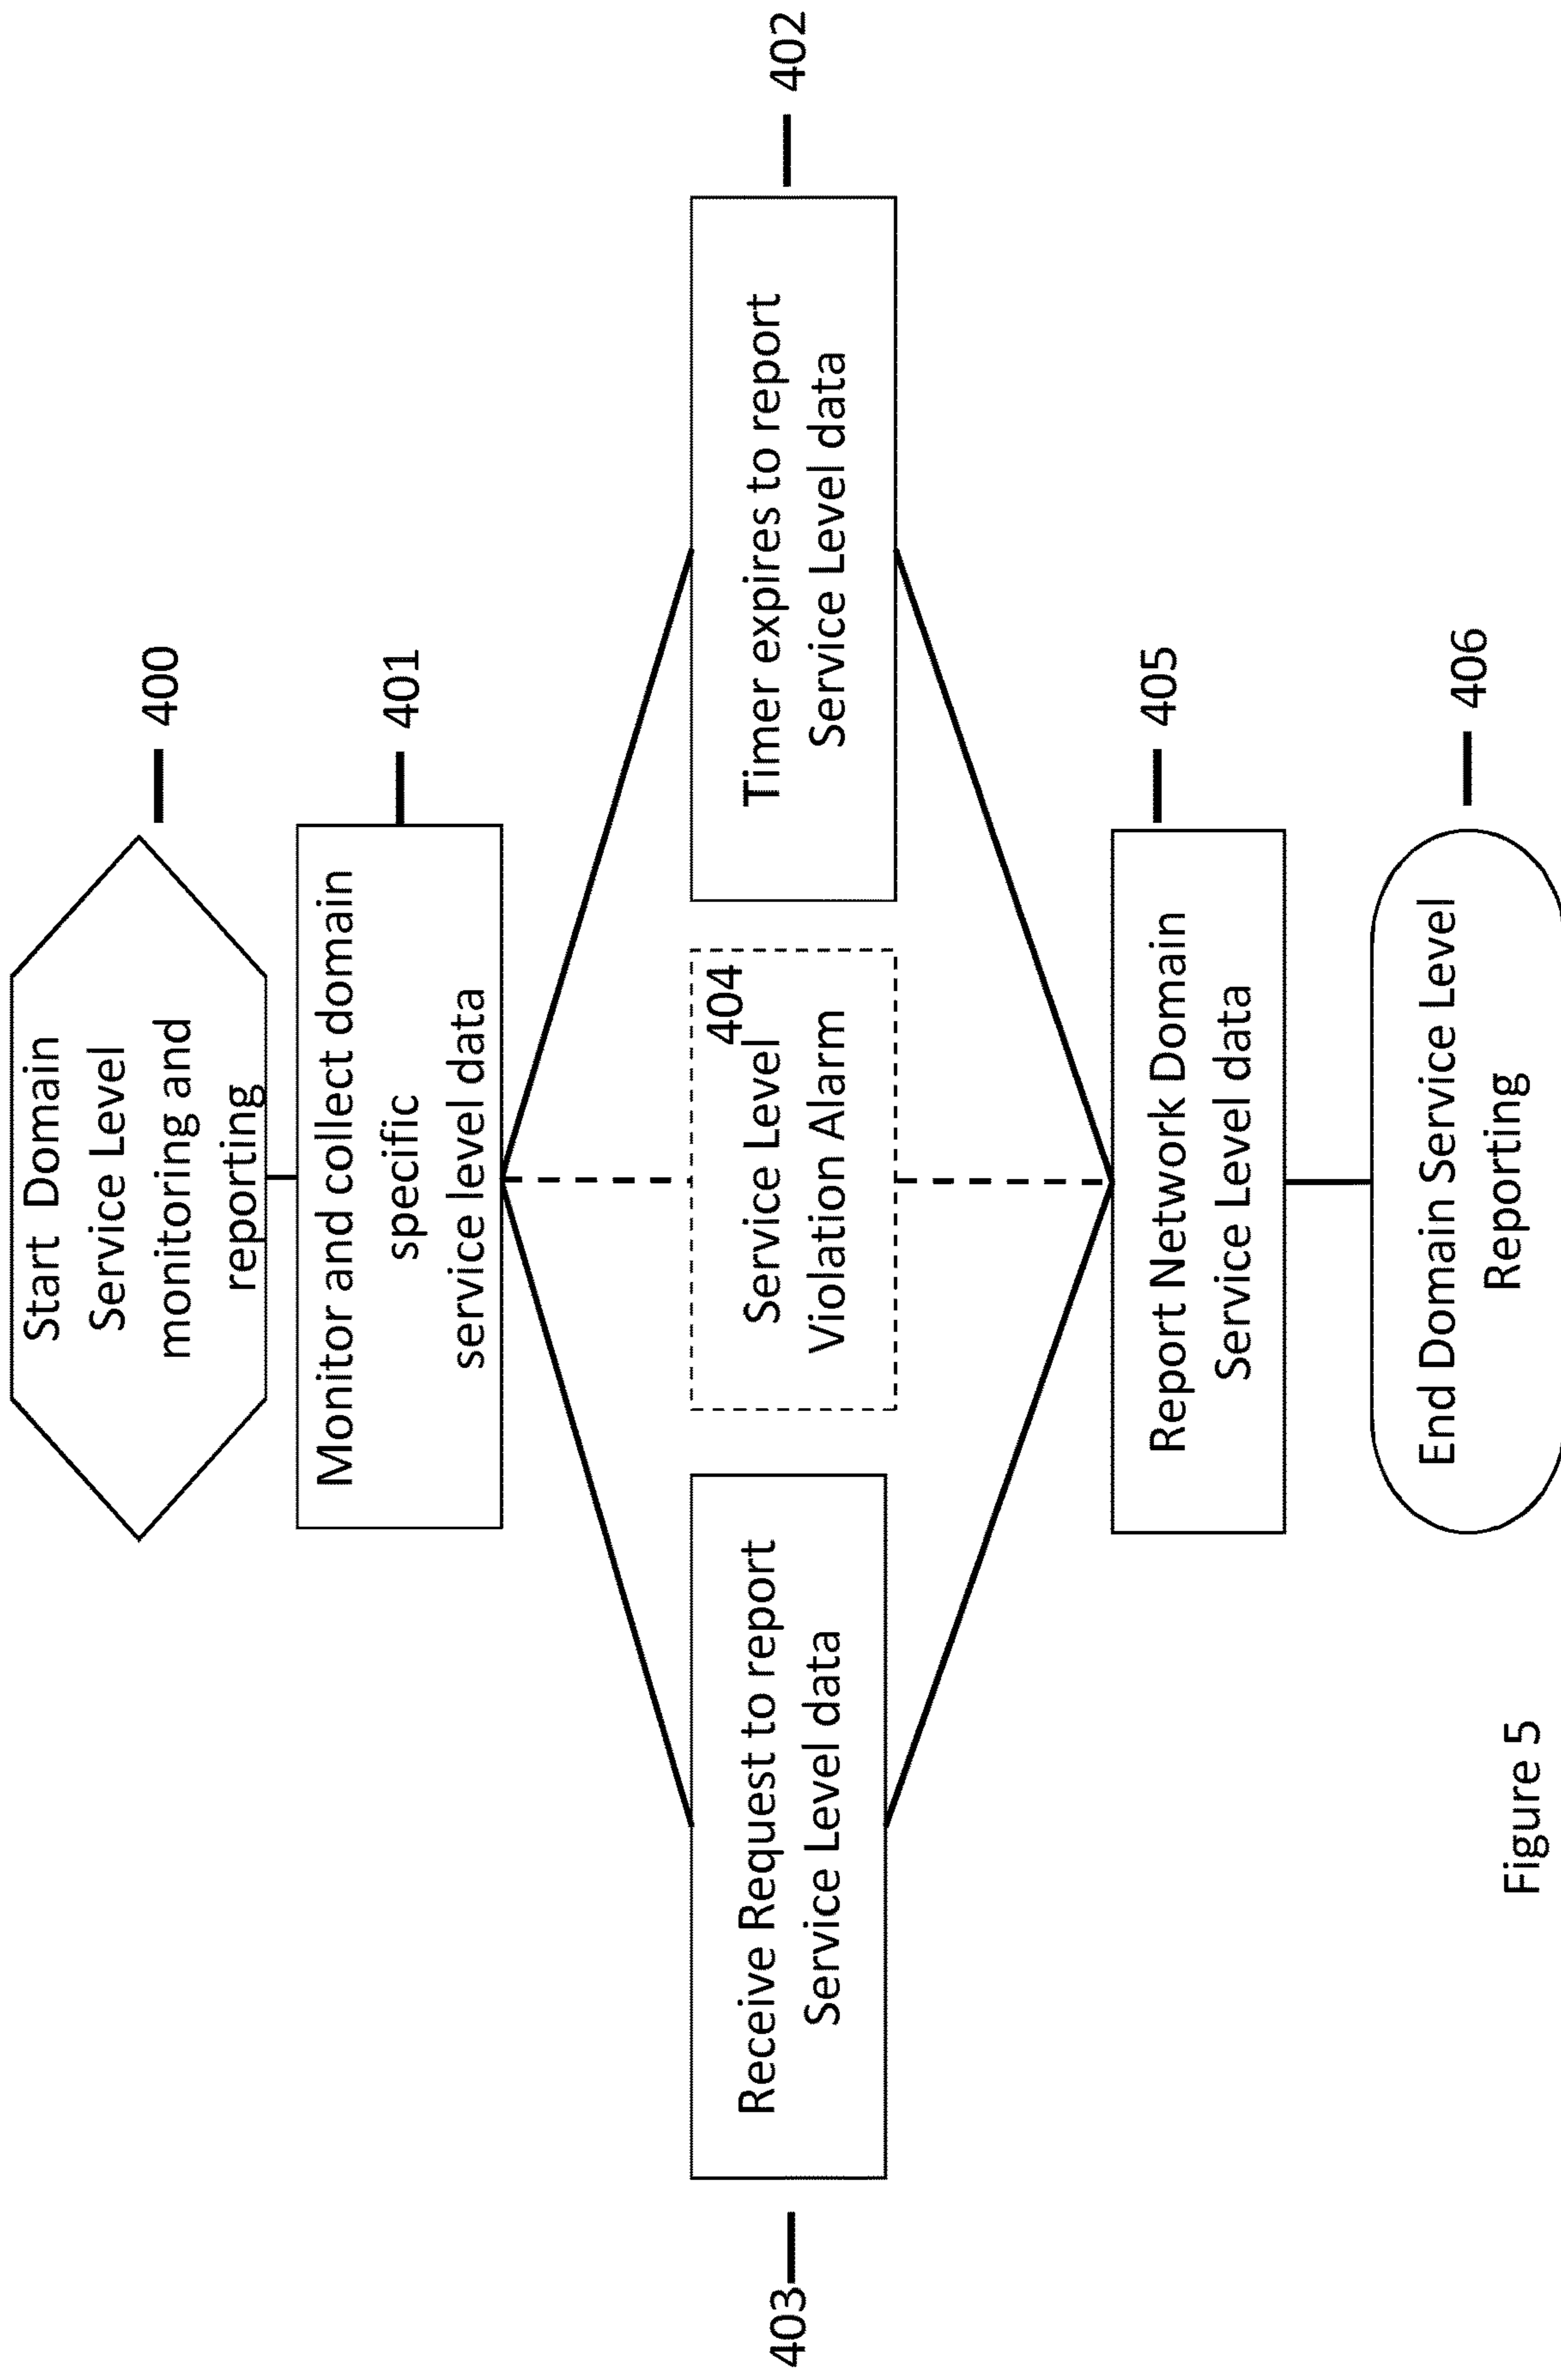 Start  Domain
Service Level
monitoring and
reporting
400
Monitor and collect domain
specific
service level data
401
403
Receive Request to report
Service Level data
404
Service Level
Violation Alarm
Timer expires to report
Service Level data
402
Report Network Domain
Service Level data
405
End Domain Service Level
Reporting
406
Figure 5